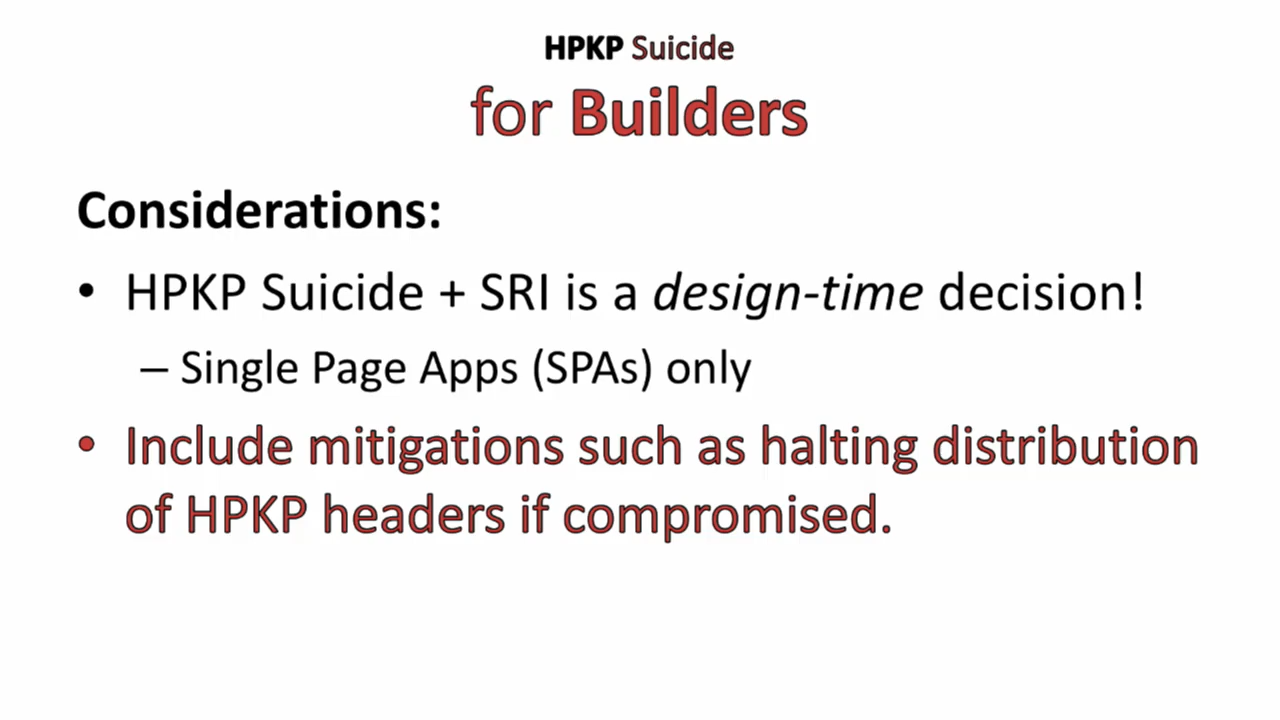 HPKP Suicide
for Builders
Considerations:
• HPKP Suicide + SRI is a design-time decision!
– Single Page Apps (SPAs) only
• Include mitigations such as halting distribution
of HPKP headers if compromised.